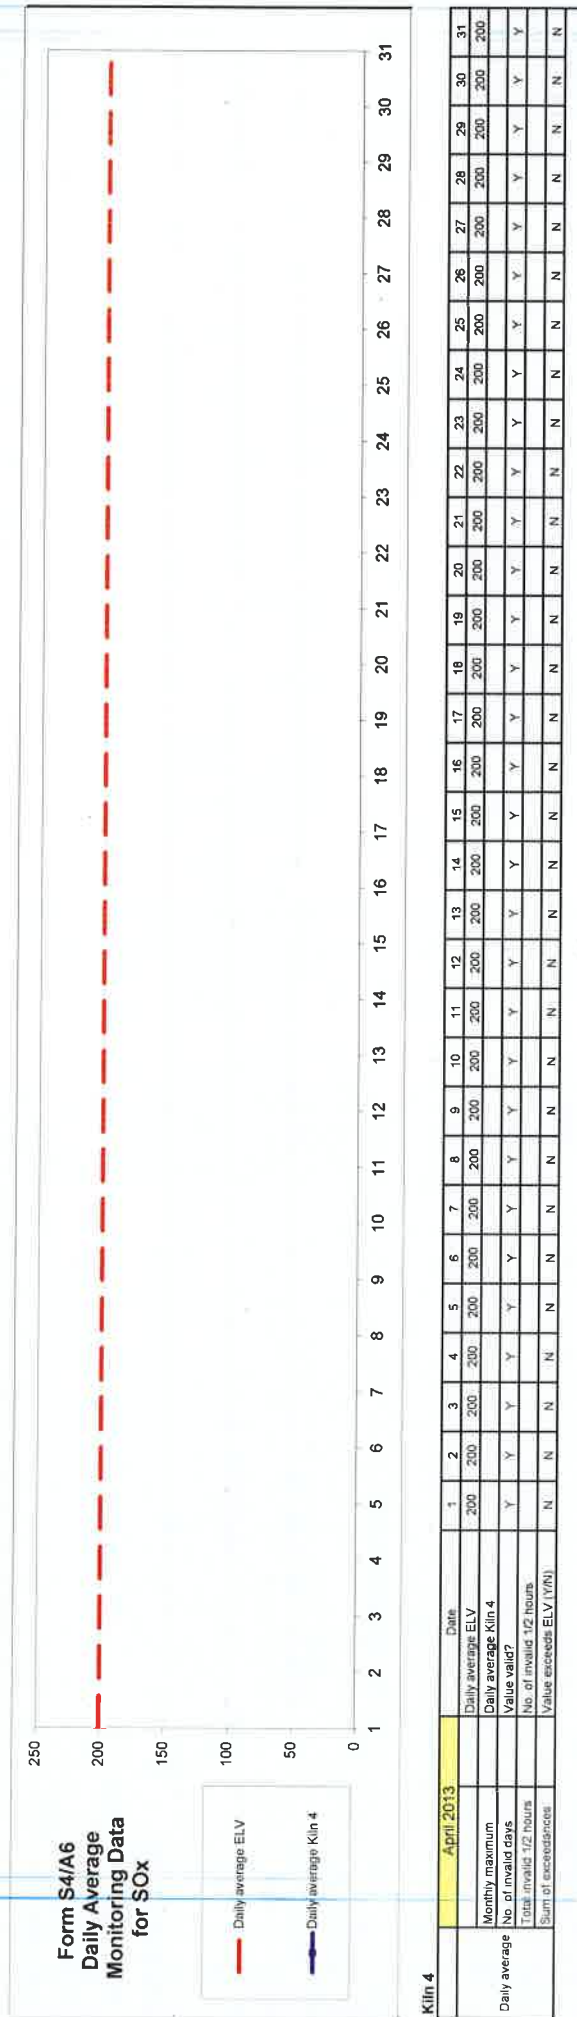 Form S4/A6
Daily Average
Monitoring Data
for SOx
Daily average ELV
Daily average Kiln 4
250
200
150
100
50
0
1 2 3 4 5 6 7 8 9 10 11 12 13 14 15 16 17 18 19 20 21 22 23 24 25 26 27 28 29 30 31
Kiln 4
April 2013 Date 1 2 3 4 5 6 7 8 9 10 11 12 13 14 15 16 17 18 19 20 21 22 23 24 25 26 27 28 29 30 31
Daily average ELV 200 200 200 200 200 200 200 200 200 200 200 200 200 200 200 200 200 200 200 200 200 200 200 200 200 200 200 200 200 200 200
Daily average Monthly maximum Daily average Kiln 4
No. of invalid days Value valid? Y Y Y Y Y Y Y Y Y Y Y Y Y Y Y Y Y Y Y Y Y Y Y Y Y Y Y Y Y Y Y
Total invalid 1/2 hours No. of invalid 1/2 hours
Sum of exceedances Value exceeds ELV (Y/N) N N N N N N N N N N N N N N N N N N N N N N N N N N N N N N N